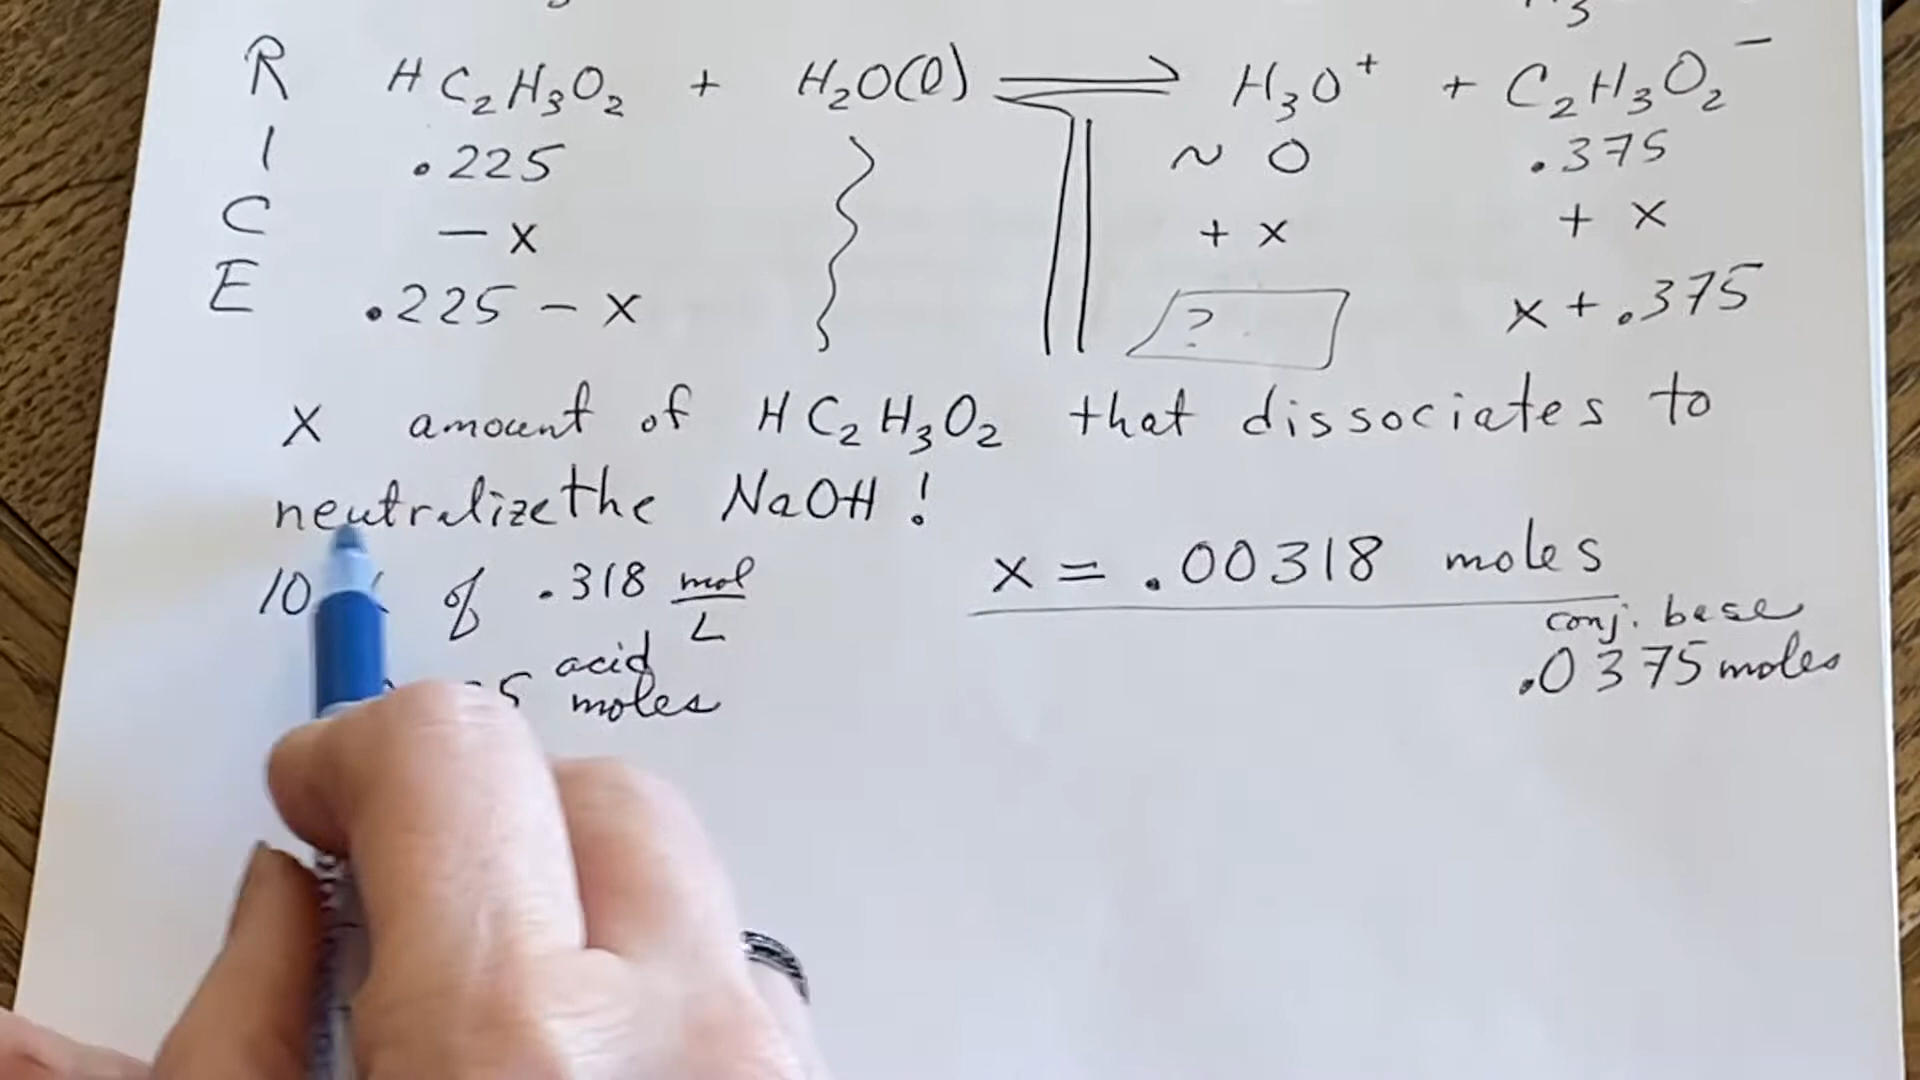 R HC₂H₃O₂ + H₂O(l) ⇌ H₃O⁺ + C₂H₃O₂⁻
I .225 ~ 0 .375
C - x + x + x
E .225 - x ? x + .375
X amount of HC₂H₃O₂ that dissociates to
neutralize the NaOH!
10 of .318 mol/L x = .00318 moles
conj. base
acid moles .0375 moles